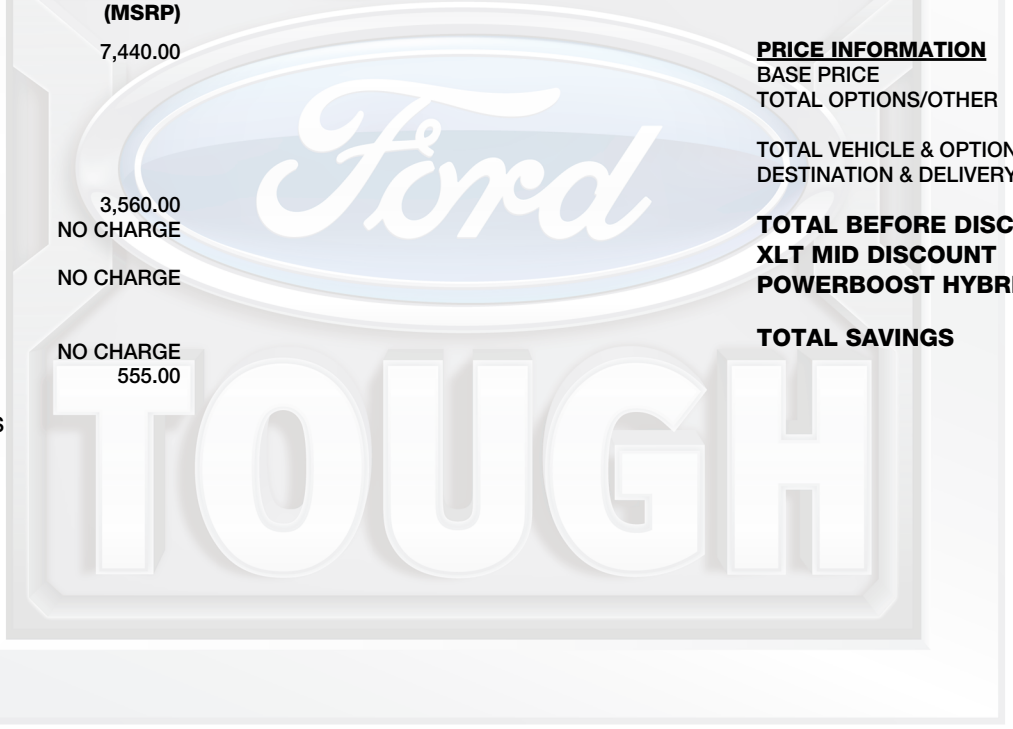 (MSRP)
7,440.00
3,560.00
NO CHARGE
NO CHARGE
NO CHARGE
555.00
S
PRICE INFORMATION
BASE PRICE
TOTAL OPTIONS/OTHER
TOTAL VEHICLE & OPTION
DESTINATION & DELIVERY
TOTAL BEFORE DISC
XLT MID DISCOUNT
POWERBOOST HYBRI
TOTAL SAVINGS
Ford
TOUGH